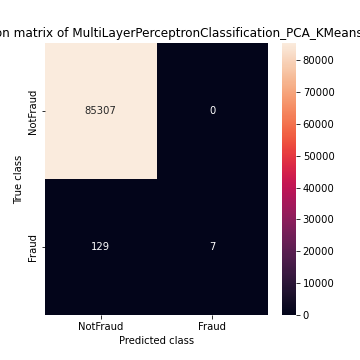 on matrix of MultiLayerPerceptronClassification_PCA_KMeans
True class
NotFraud
Fraud
85307
0
129
7
NotFraud
Fraud
Predicted class
80000
70000
60000
50000
40000
30000
20000
10000
0